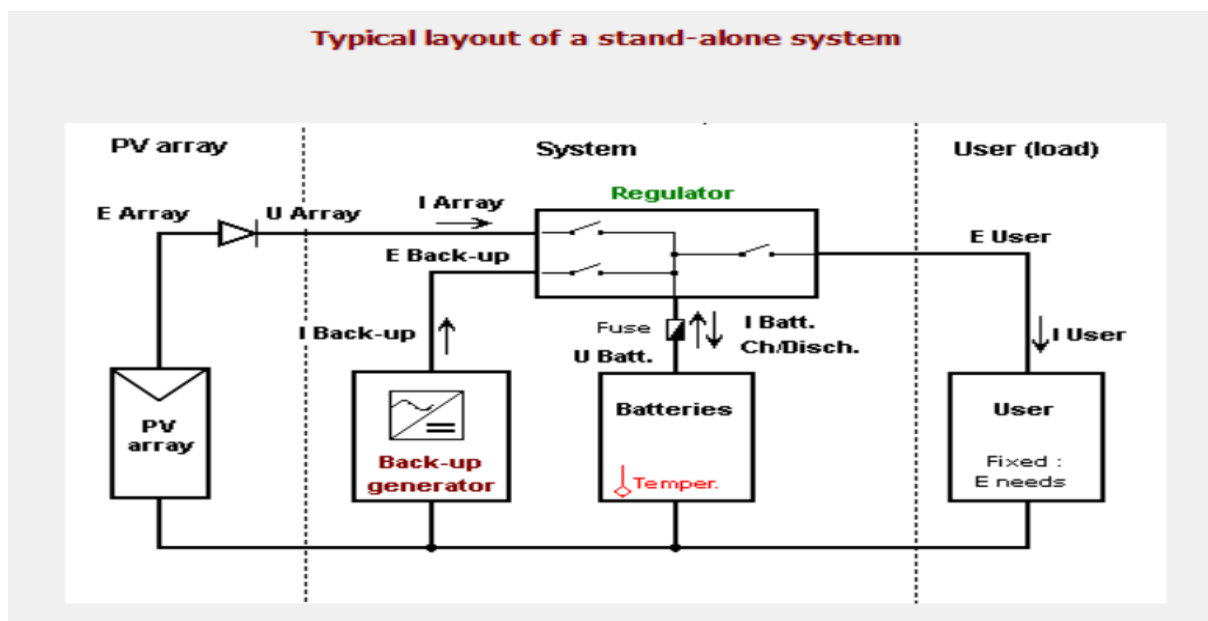 Typical layout of a stand-alone system
PV array
System
User (load)
Regulator
E Array
U Array
I Array
E Back-up
E User
I Back-up
Fuse
I Batt.
Ch/Disch.
U Batt.
I User
PV
array
Back-up
generator
Batteries
Temper.
User
Fixed :
E needs